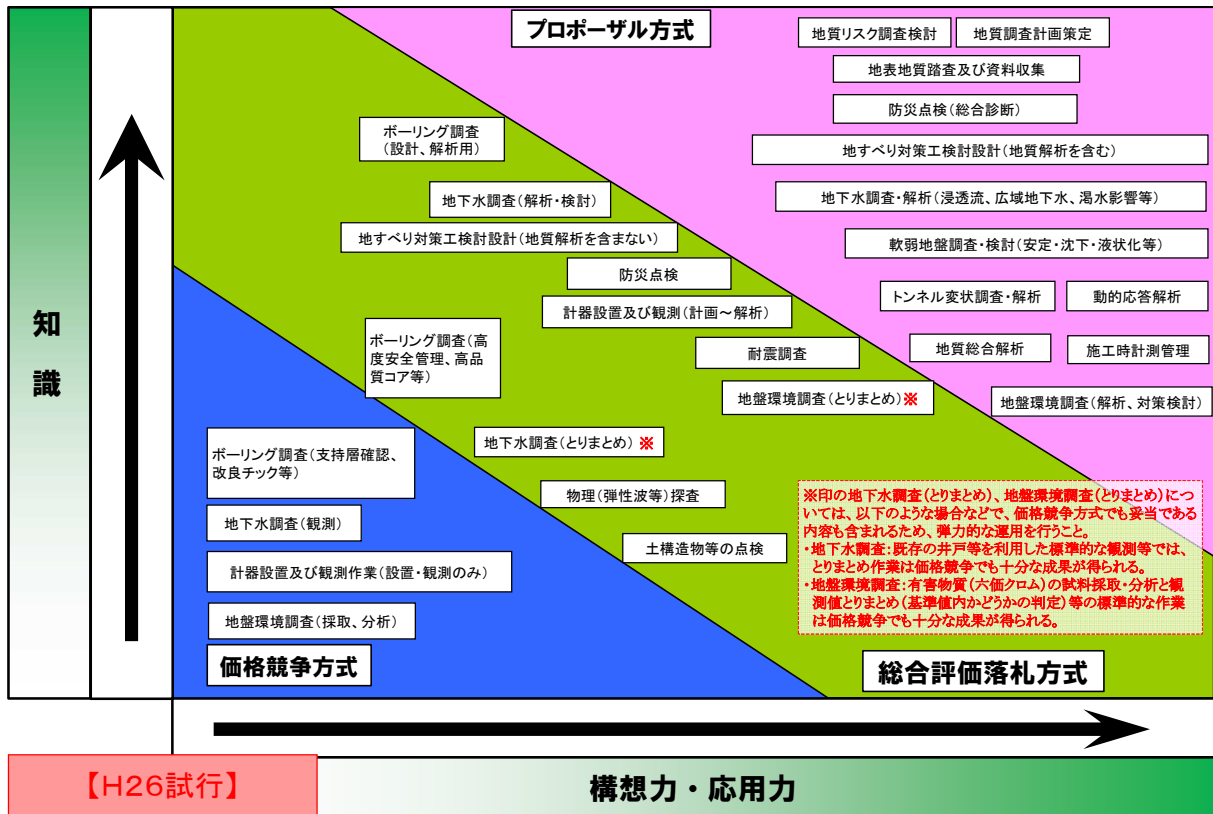 プロポーザル方式
地質リスク調査検討
地質調査計画策定
地表地質踏査及び資料収集
防災点検(総合診断)
ボーリング調査
(設計、解析用)
地すべり対策工検討設計(地質解析を含む)
地下水調査(解析・検討)
地下水調査・解析(浸透流、広域地下水、渇水影響等)
地すべり対策工検討設計(地質解析を含まない)
軟弱地盤調査・検討(安定・沈下・液状化等)
防災点検
計器設置及び観測(計画～解析)
トンネル変状調査・解析
動的応答解析
知
識
ボーリング調査(高
度安全管理、高品
質コア等)
耐震調査
地質総合解析
施工時計測管理
地盤環境調査(とりまとめ)※
地盤環境調査(解析、対策検討)
ボーリング調査(支持層確認、
改良チック等)
地下水調査(とりまとめ)※
物理(弾性波等)探査
地下水調査(観測)
土構造物等の点検
計器設置及び観測作業(設置・観測のみ)
地盤環境調査(採取、分析)
※印の地下水調査(とりまとめ)、地盤環境調査(とりまとめ)につ
いては、以下のような場合などで、価格競争方式でも妥当である
内容も含まれるため、弾力的な運用を行うこと。
・地下水調査:既存の井戸等を利用した標準的な観測等では、
とりまとめ作業は価格競争でも十分な成果が得られる。
・地盤環境調査:有害物質(六価クロム)の試料採取・分析と観
測値とりまとめ(基準値内かどうかの判定)等の標準的な作業
は価格競争でも十分な成果が得られる。
価格競争方式
総合評価落札方式
【H26試行】
構想力・応用力